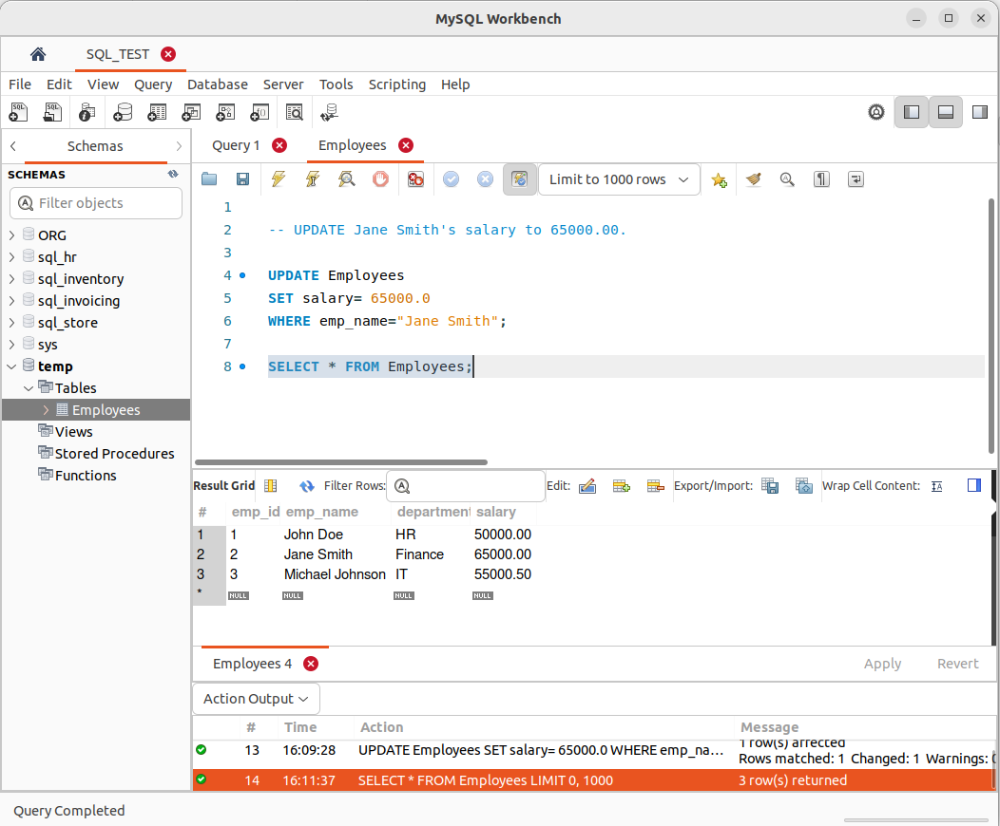 MySQL Workbench
SQL_TEST
File Edit View Query Database Server Tools Scripting Help
Schemas
Query 1 Employees
SCHEMAS
Filter objects
ORG
sql_hr
sql_inventory
sql_invoicing
sql_store
sys
temp
Tables
Employees
Views
Stored Procedures
Functions
Limit to 1000 rows
1
2 -- UPDATE Jane Smith's salary to 65000.00.
3
4 UPDATE Employees
5 SET salary= 65000.0
6 WHERE emp_name="Jane Smith";
7
8 SELECT * FROM Employees;
Result Grid Filter Rows: Edit: Export/Import: Wrap Cell Content:
# emp_id emp_name department salary
1 1 John Doe HR 50000.00
2 2 Jane Smith Finance 65000.00
3 3 Michael Johnson IT 55000.50
* NULL NULL NULL NULL
Employees 4 Apply Revert
Action Output
# Time Action Message
13 16:09:28 UPDATE Employees SET salary= 65000.0 WHERE emp_na... 1 row(s) affected
Rows matched: 1 Changed: 1 Warnings:
14 16:11:37 SELECT * FROM Employees LIMIT 0, 1000 3 row(s) returned
Query Completed